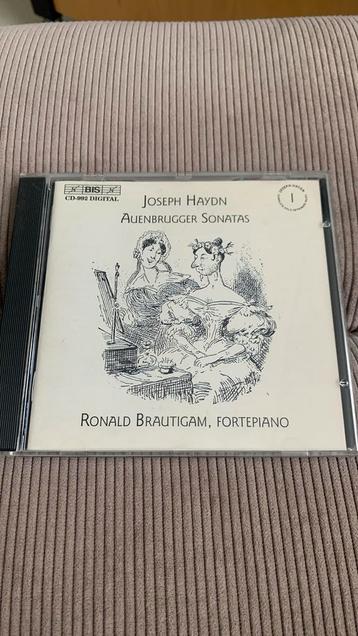 BIS
CD-992 DIGITAL
JOSEPH HAYDN
AUENBRUGGER SONATAS
1
RONALD BRAUTIGAM, FORTEPIANO